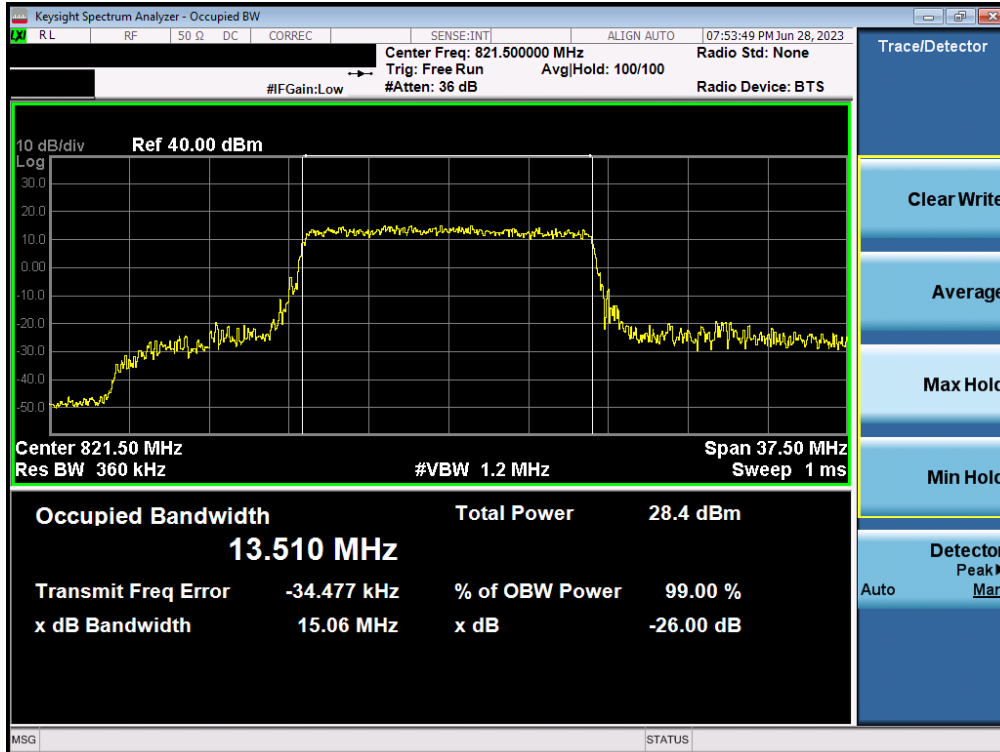 Keysight Spectrum Analyzer - Occupied BW
LXI RL RF 50 Ω DC CORREC SENSE:INT ALIGN AUTO 07:53:49 PM Jun 28, 2023
Center Freq: 821.500000 MHz Radio Std: None
Trig: Free Run Avg|Hold: 100/100
#IFGain:Low #Atten: 36 dB Radio Device: BTS
Trace/Detector
10 dB/div Ref 40.00 dBm
Log
30.0
20.0
10.0
0.00
-10.0
-20.0
-30.0
-40.0
-50.0
Center 821.50 MHz Span 37.50 MHz
Res BW 360 kHz #VBW 1.2 MHz Sweep 1 ms
Occupied Bandwidth Total Power 28.4 dBm
13.510 MHz
Transmit Freq Error -34.477 kHz % of OBW Power 99.00 %
x dB Bandwidth 15.06 MHz x dB -26.00 dB
Clear Write
Average
Max Hold
Min Hold
Detector
Peak
Auto Man
MSG STATUS